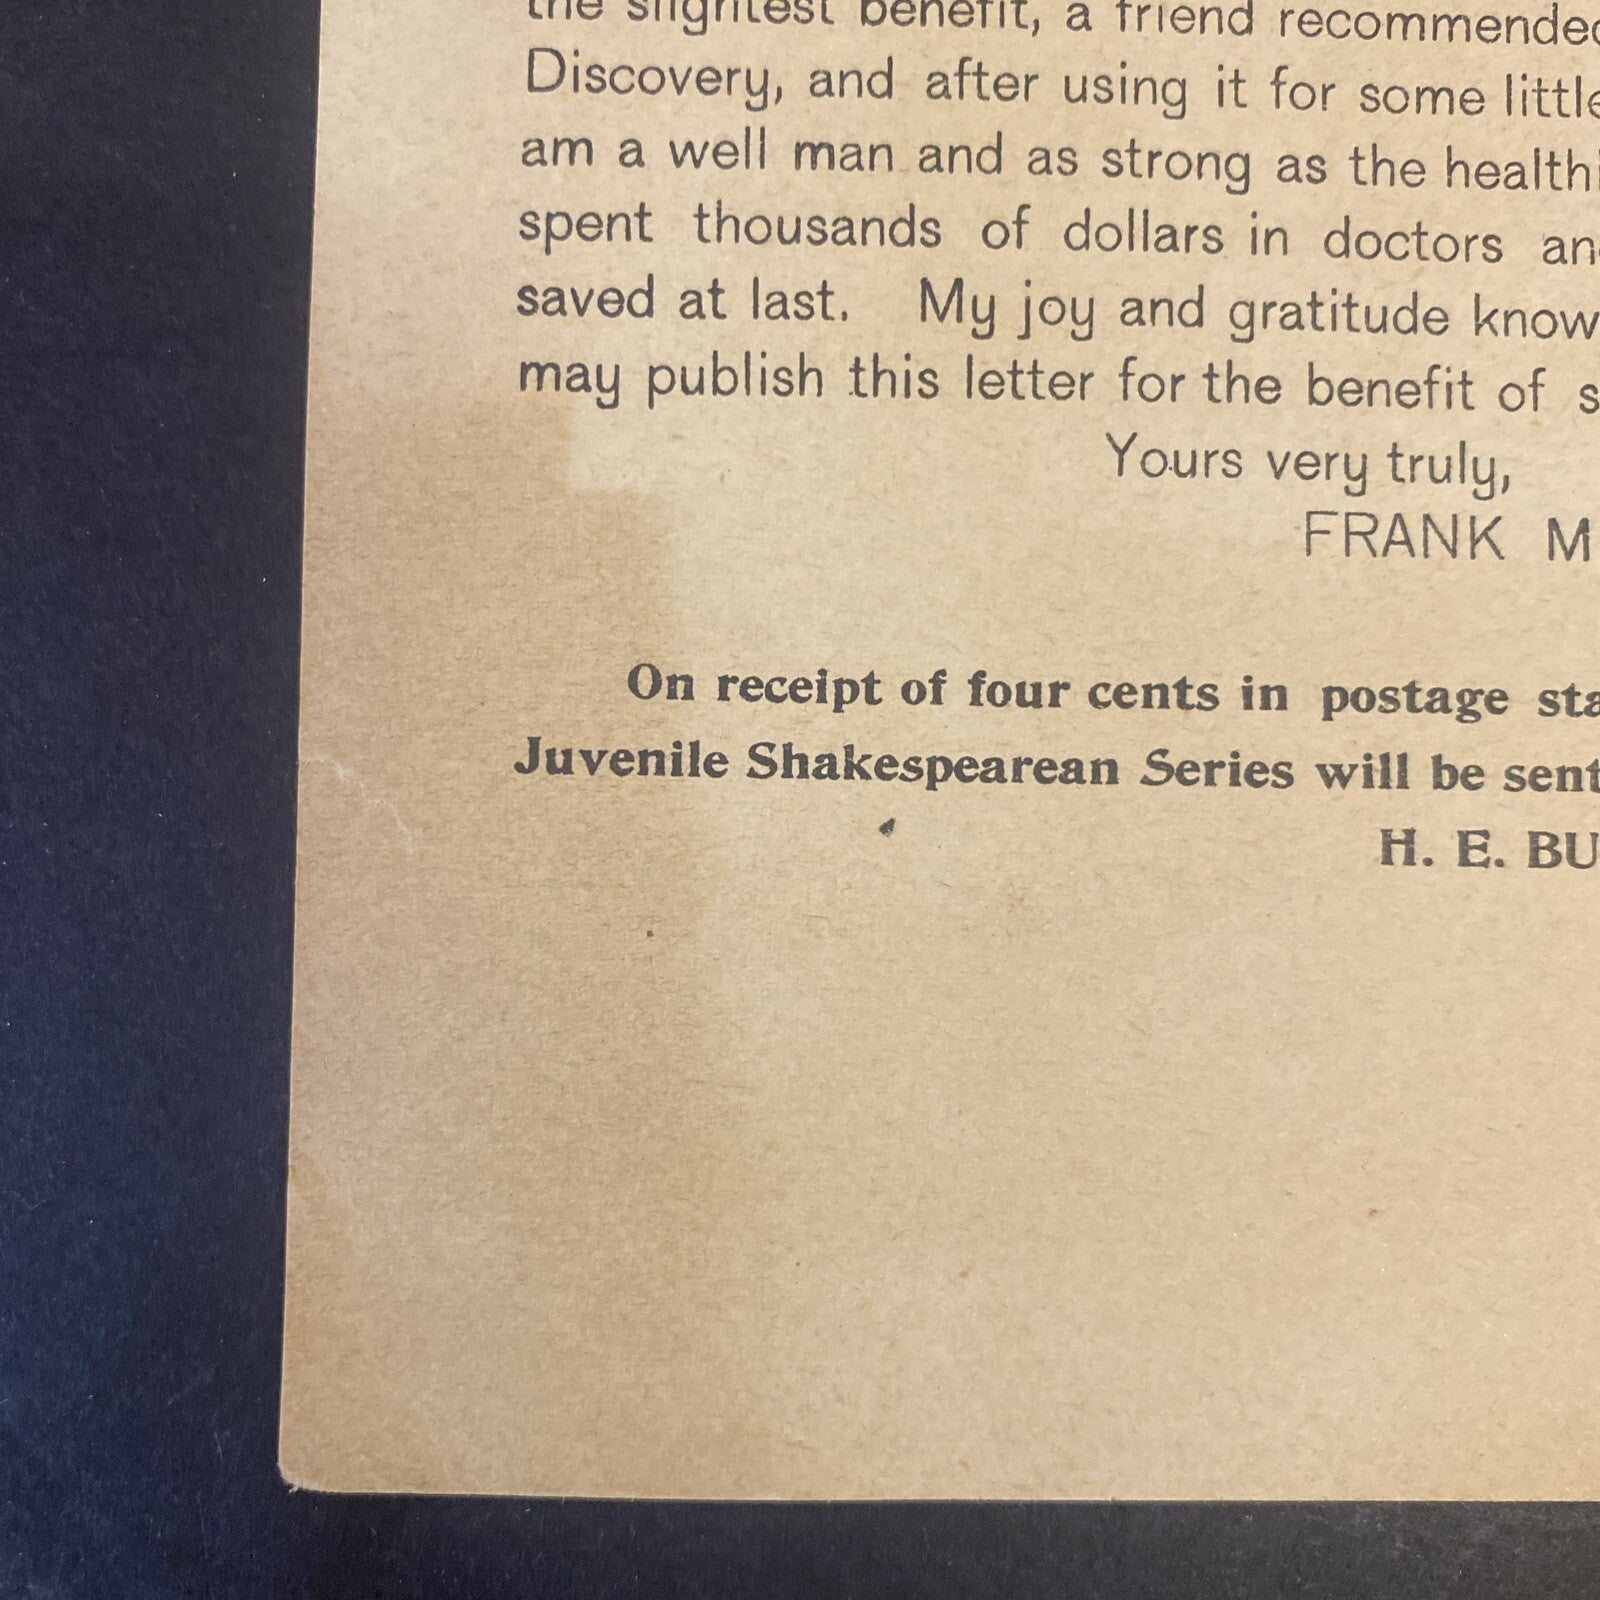 the slightest benefit, a friend recommended
Discovery, and after using it for some little
am a well man and as strong as the healthi
spent thousands of dollars in doctors an
saved at last. My joy and gratitude know
may publish this letter for the benefit of s
Yours very truly,
FRANK M
On receipt of four cents in postage sta
Juvenile Shakespearean Series will be sent
H. E. BU